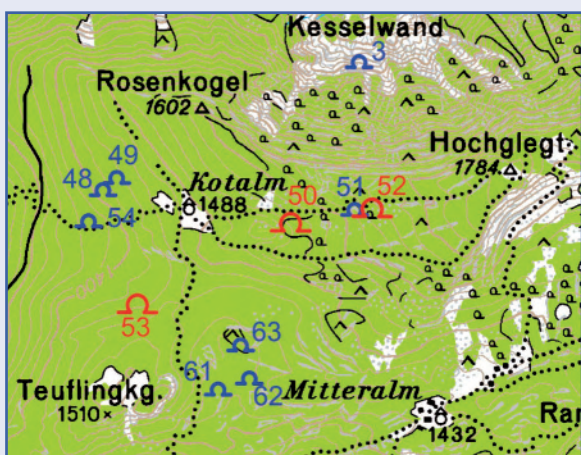 Kesselwand
3
Rosenkogel
1602
Hochglegt
1784
49
48
Kotalm
51
52
50
54
1488
53
63
61
62
Teuflingkg.
1510
Mitteralm
1432
Ran